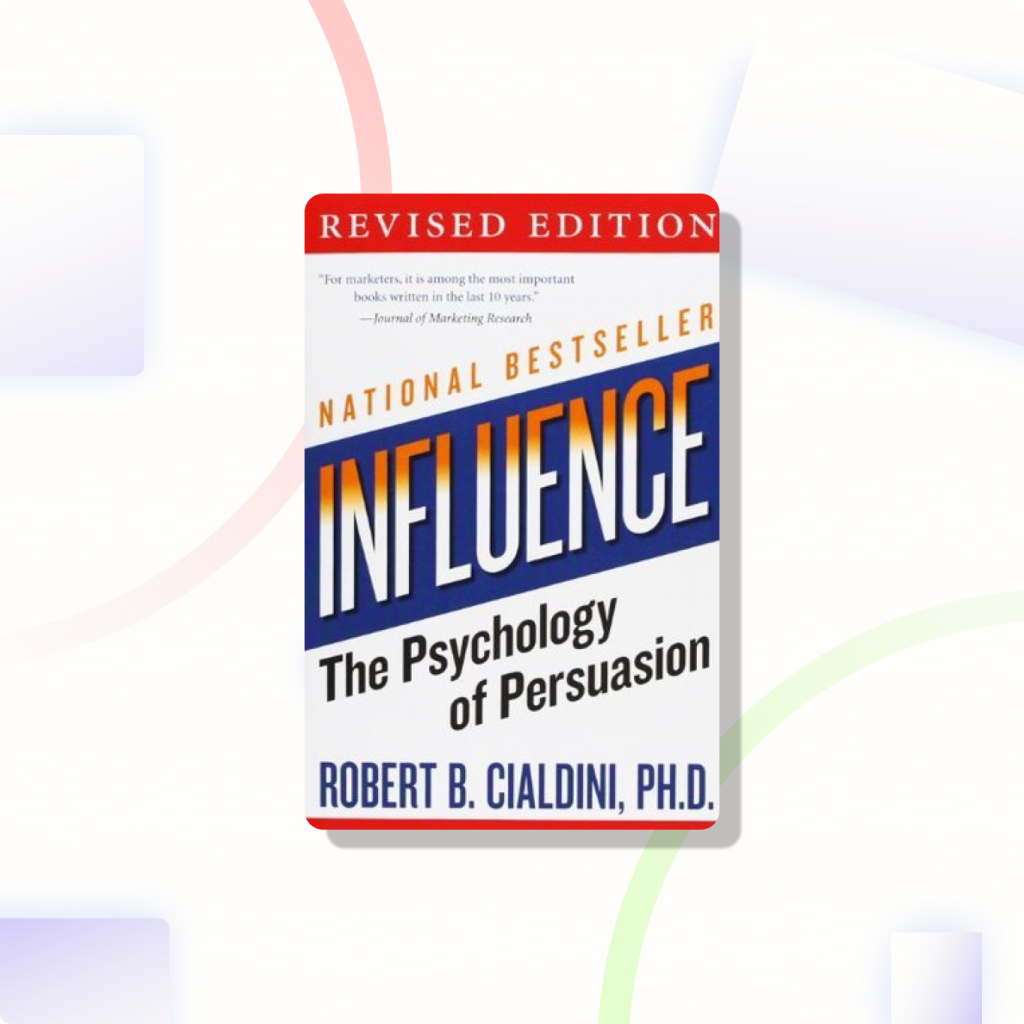 REVISED EDITION
"For marketers, it is among the most important
books written in the last 10 years."
—Journal of Marketing Research
NATIONAL BESTSELLER
INFLUENCE
The Psychology
of Persuasion
ROBERT B. CIALDINI, PH.D.